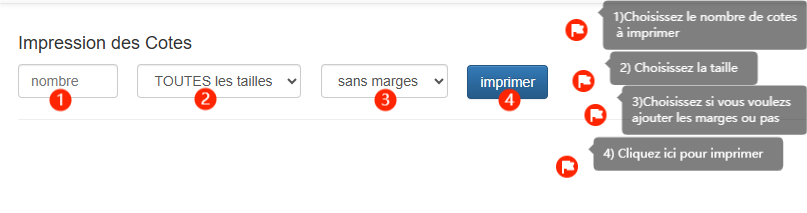 Impression des Cotes
nombre
TOUTES les tailles
sans marges
imprimer
1
2
3
4
1)Choisissez le nombre de cotes
à imprimer
2) Choisissez la taille
3)Choisissez si vous voulezs
ajouter les marges ou pas
4) Cliquez ici pour imprimer